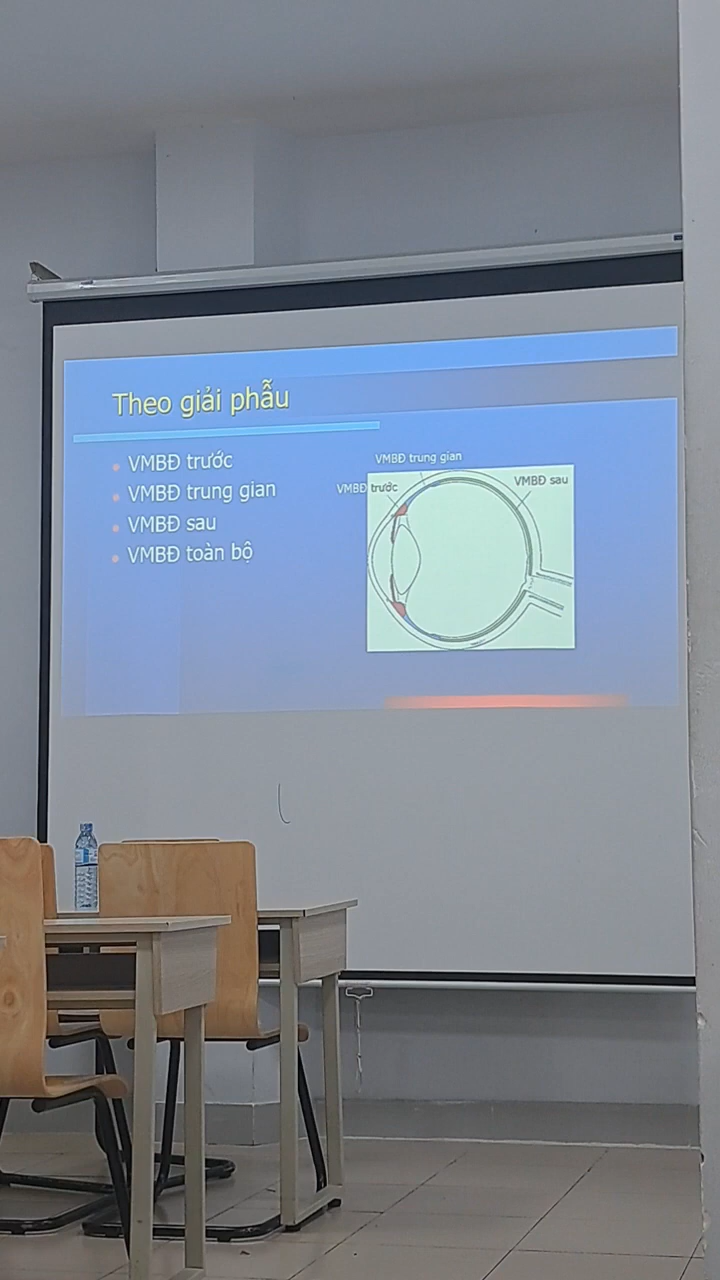 Theo giải phẫu
VMBĐ trước
VMBĐ trung gian
VMBĐ sau
VMBĐ toàn bộ
VMBĐ trung gian
VMBĐ trước
VMBĐ sau